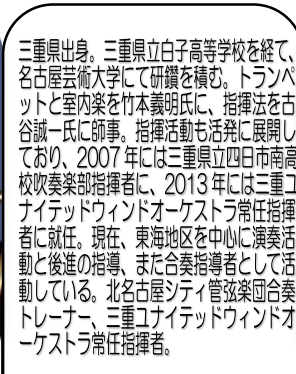 三重県出身。三重県立白子高等学校を経て、
名古屋芸術大学にて研鑽を積む。トランペ
ットと室内楽を竹本義明氏に、指揮法を古
谷誠一氏に師事。指揮活動も活発に展開し
ており、2007年には三重県立四日市南高
校吹奏楽部指揮者に、2013年には三重ユ
ナイテッドウィンドオーケストラ常任指揮
者に就任。現在、東海地区を中心に演奏活
動と後進の指導、また合奏指導者として活
動している。北名古屋シティ管弦楽団合奏
トレーナー、三重ユナイテッドウィンドオ
ーケストラ常任指揮者。